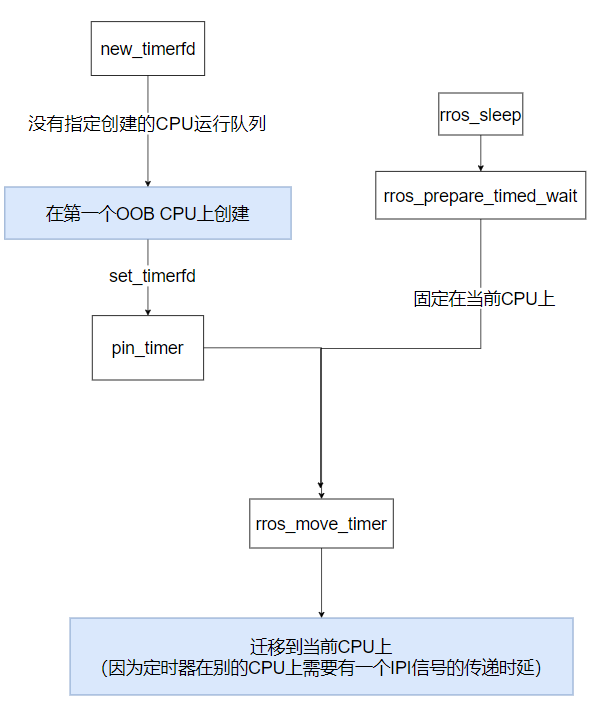 new_timerfd
没有指定创建的CPU运行队列
在第一个OOB CPU上创建
set_timerfd
pin_timer
rros_sleep
rros_prepare_timed_wait
固定在当前CPU上
rros_move_timer
迁移到当前CPU上
（因为定时器在别的CPU上需要有一个IPI信号的传递时延）